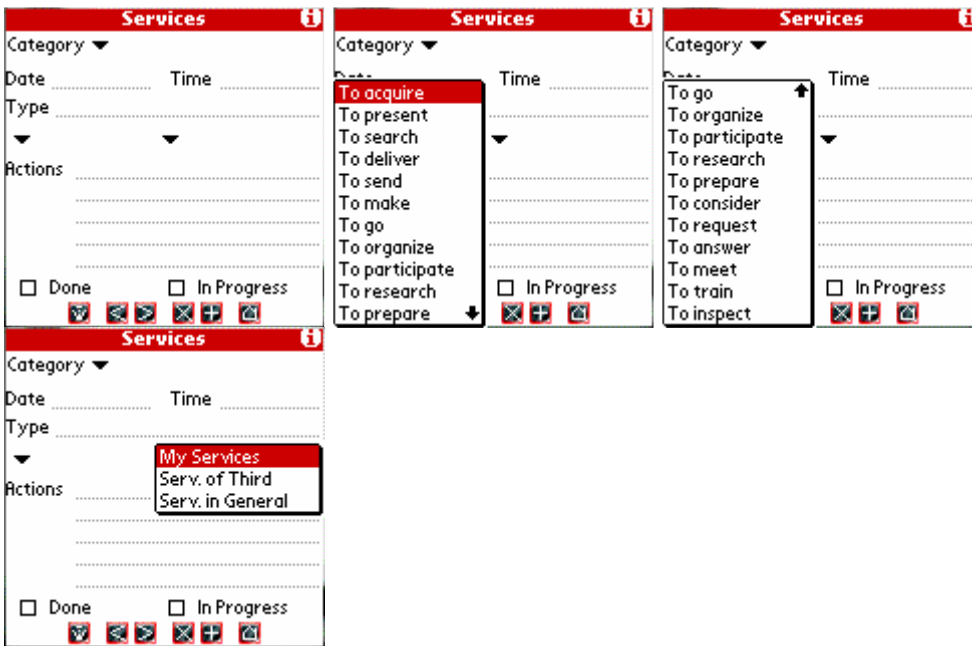 Services i
Category
Date Time
Type
Actions
Done In Progress
Services i
Category
Time
To acquire
To present
To search
To deliver
To send
To make
To go
To organize
To participate
To research
To prepare
In Progress
Services i
Category
Time
To go
To organize
To participate
To research
To prepare
To consider
To request
To answer
To meet
To train
To inspect
In Progress
Services i
Category
Date Time
Type
My Services
Serv. of Third
Serv. in General
Actions
Done In Progress